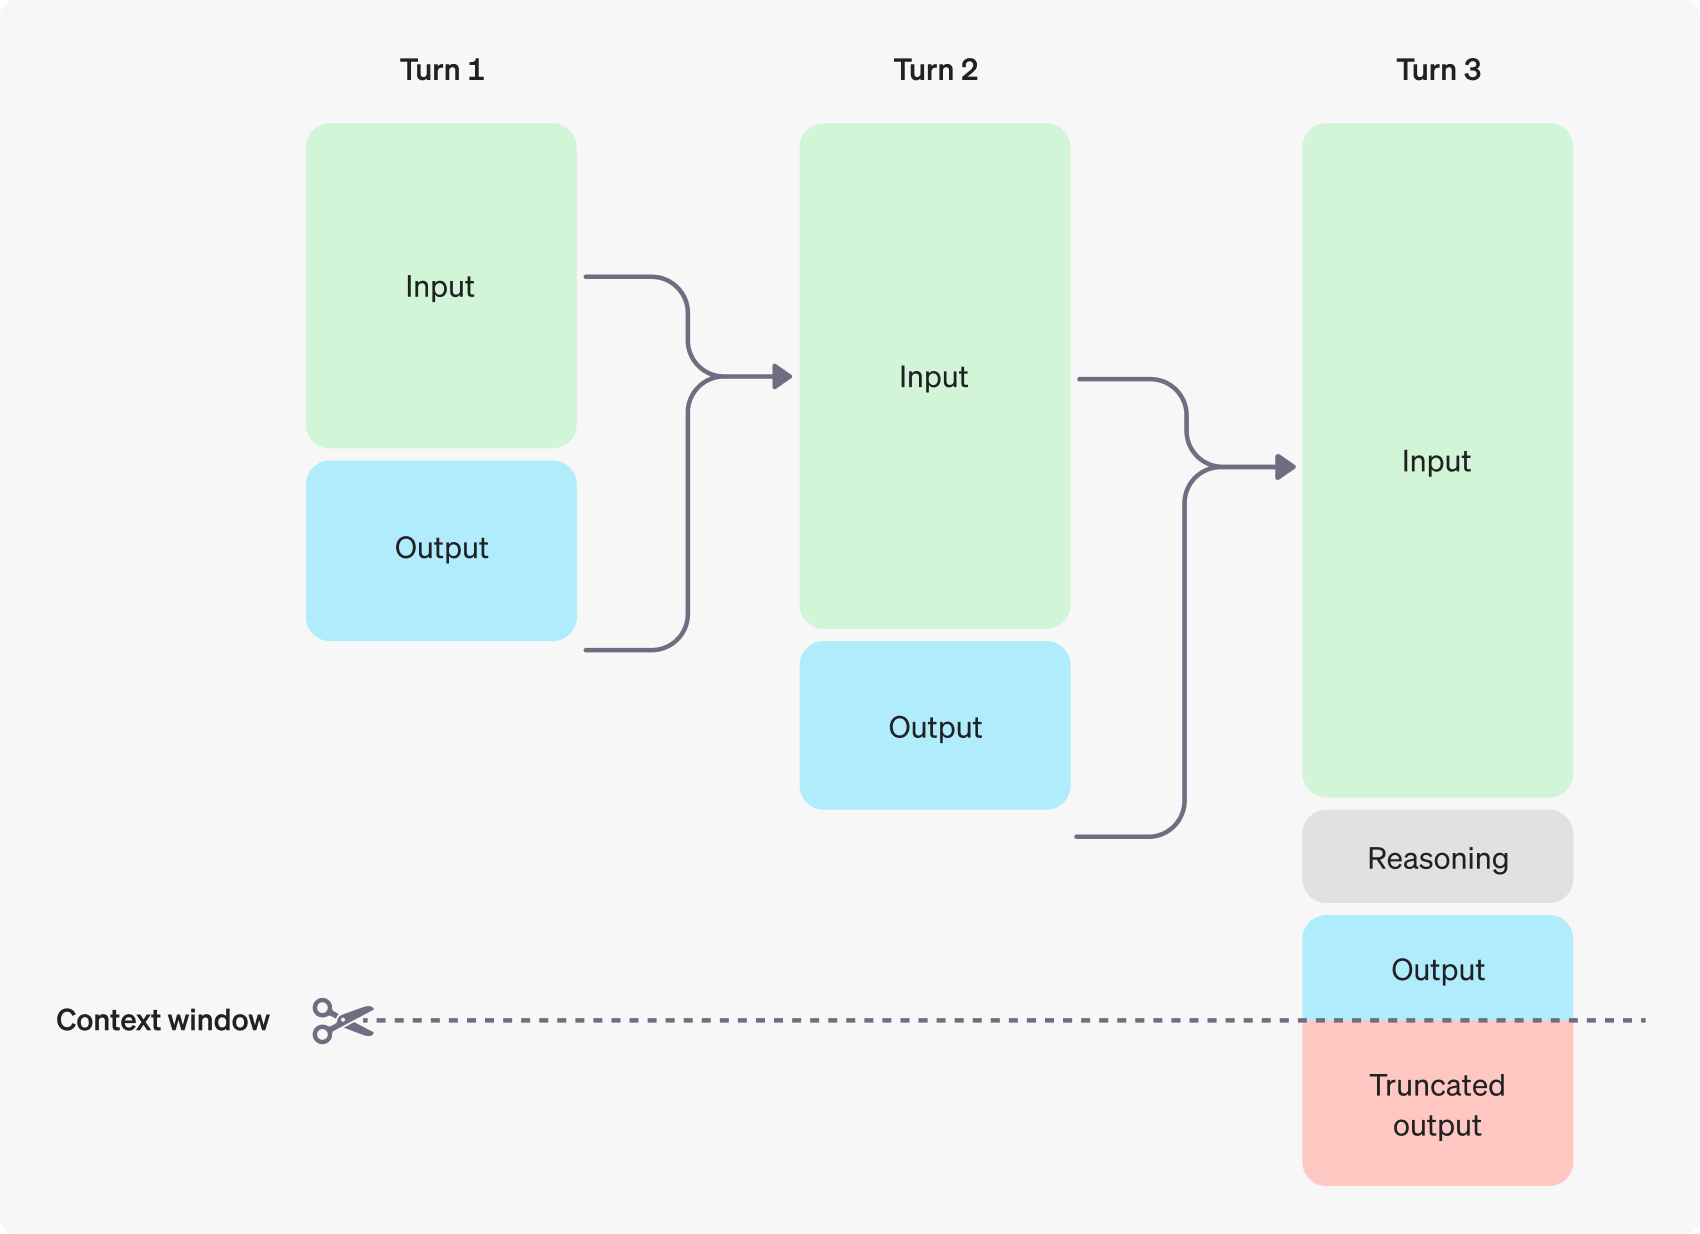 Turn 1
Turn 2
Turn 3
Input
Input
Input
Output
Output
Reasoning
Output
Context window
Truncated
output